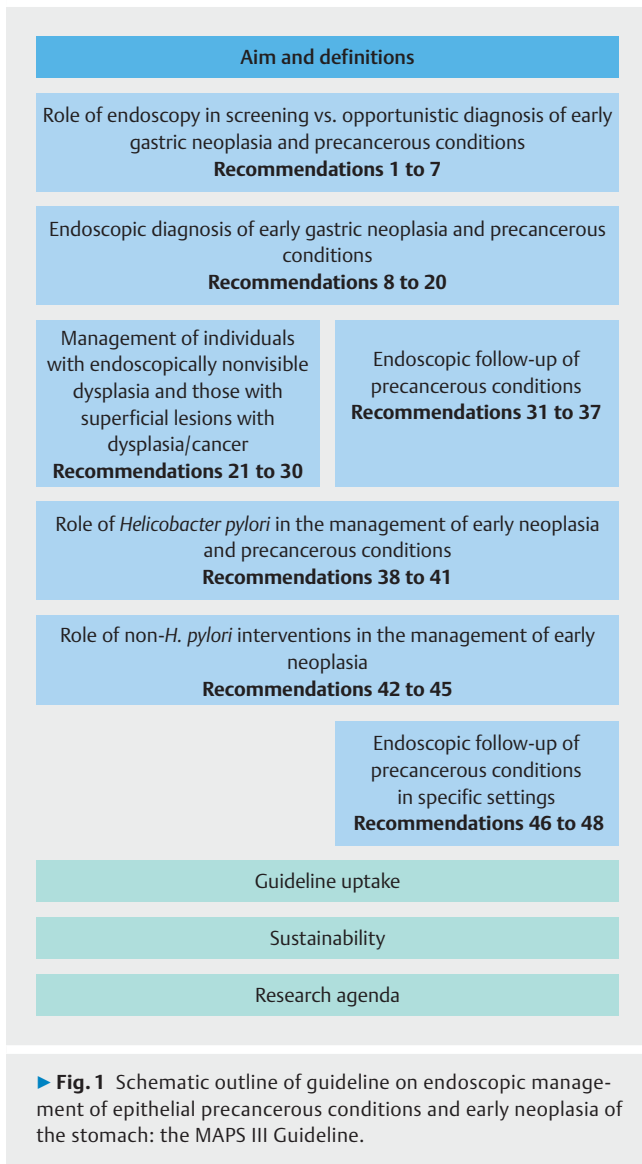 Aim and definitions
Role of endoscopy in screening vs. opportunistic diagnosis of early
gastric neoplasia and precancerous conditions
Recommendations 1 to 7
Endoscopic diagnosis of early gastric neoplasia and precancerous
conditions
Recommendations 8 to 20
Management of individuals
with endoscopically nonvisible
dysplasia and those with
superficial lesions with
dysplasia/cancer
Recommendations 21 to 30
Endoscopic follow-up of
precancerous conditions
Recommendations 31 to 37
Role of Helicobacter pylori in the management of early neoplasia
and precancerous conditions
Recommendations 38 to 41
Role of non-H. pylori interventions in the management of early
neoplasia
Recommendations 42 to 45
Endoscopic follow-up of
precancerous conditions
in specific settings
Recommendations 46 to 48
Guideline uptake
Sustainability
Research agenda
▶ Fig. 1 Schematic outline of guideline on endoscopic manage-
ment of epithelial precancerous conditions and early neoplasia of
the stomach: the MAPS III Guideline.